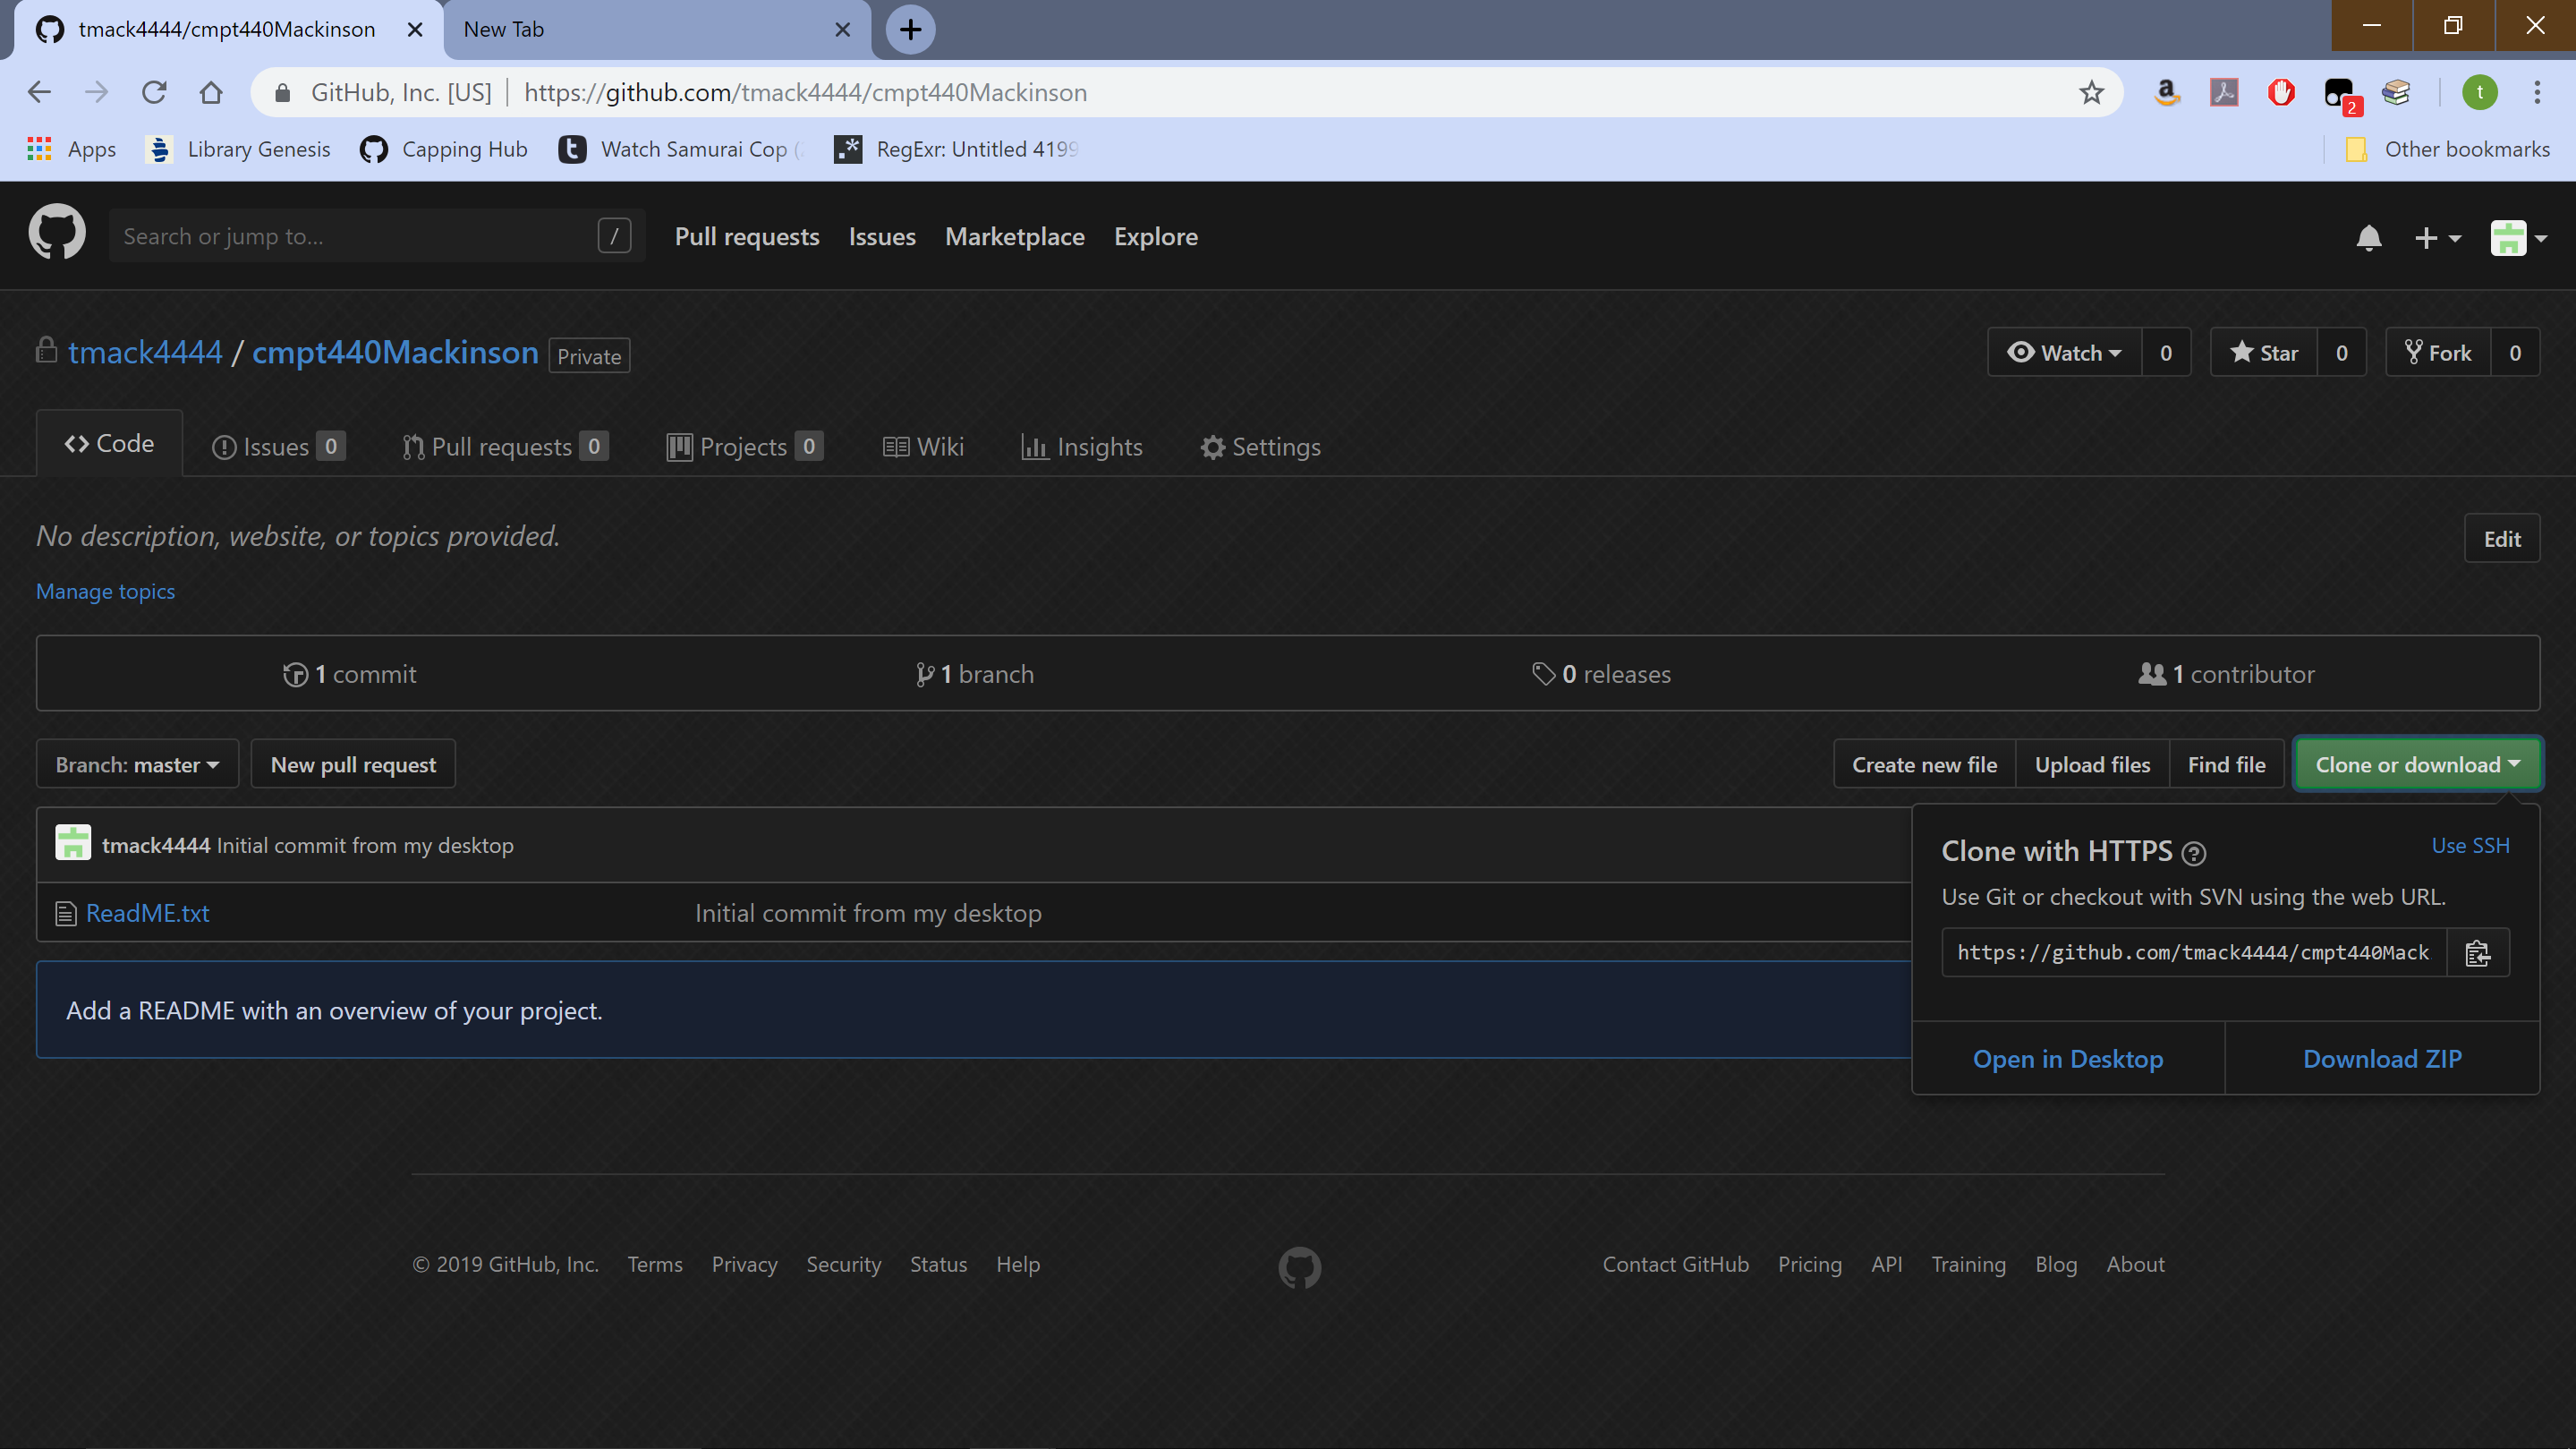 tmack4444/cmpt440Mackinson
New Tab
GitHub, Inc. [US] https://github.com/tmack4444/cmpt440Mackinson
2
t
Apps Library Genesis Capping Hub Watch Samurai Cop ( RegExr: Untitled 4199 Other bookmarks
Search or jump to... / Pull requests Issues Marketplace Explore
tmack4444 / cmpt440Mackinson Private Watch 0 Star 0 Fork 0
Code Issues 0 Pull requests 0 Projects 0 Wiki Insights Settings
No description, website, or topics provided. Edit
Manage topics
1 commit 1 branch 0 releases 1 contributor
Branch: master New pull request Create new file Upload files Find file Clone or download
tmack4444 Initial commit from my desktop
ReadME.txt Initial commit from my desktop
Add a README with an overview of your project.
Clone with HTTPS ? Use SSH
Use Git or checkout with SVN using the web URL.
https://github.com/tmack4444/cmpt440Mack
Open in Desktop Download ZIP
© 2019 GitHub, Inc. Terms Privacy Security Status Help Contact GitHub Pricing API Training Blog About